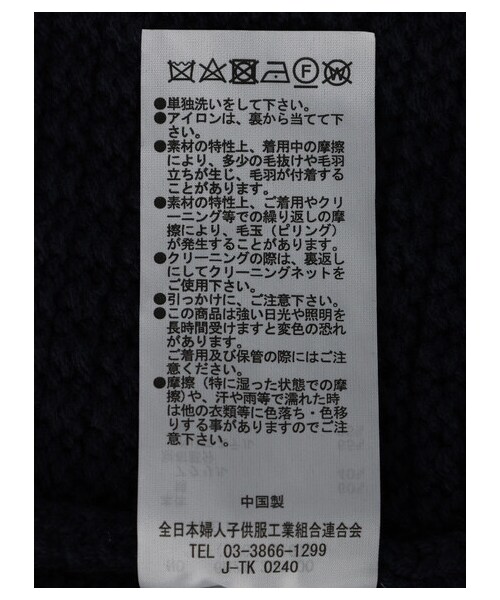 ●単独洗いをして下さい。
●アイロンは、裏から当てて下
さい。
●素材の特性上、着用中の摩擦
により、多少の毛抜けや毛羽
立ちが生じ、毛羽が付着する
ことがあります。
●素材の特性上、ご着用やクリ
ーニング等での繰り返しの摩
擦により、毛玉(ピリング)
が発生することがあります。
●クリーニングの際は、裏返し
にしてクリーニングネットを
ご使用下さい。
●引っかけに、ご注意下さい。
●この商品は強い日光や照明を
長時間受けますと変色の恐れ
があります。
ご着用及び保管の際にはご注
意ください。
●摩擦(特に湿った状態での摩
擦)や、汗や雨等で濡れた時
は他の衣類等に色落ち・色移
りする事がありますのでご注
意下さい。
中国製
全日本婦人子供服工業組合連合会
TEL 03-3866-1299
J-TK 0240